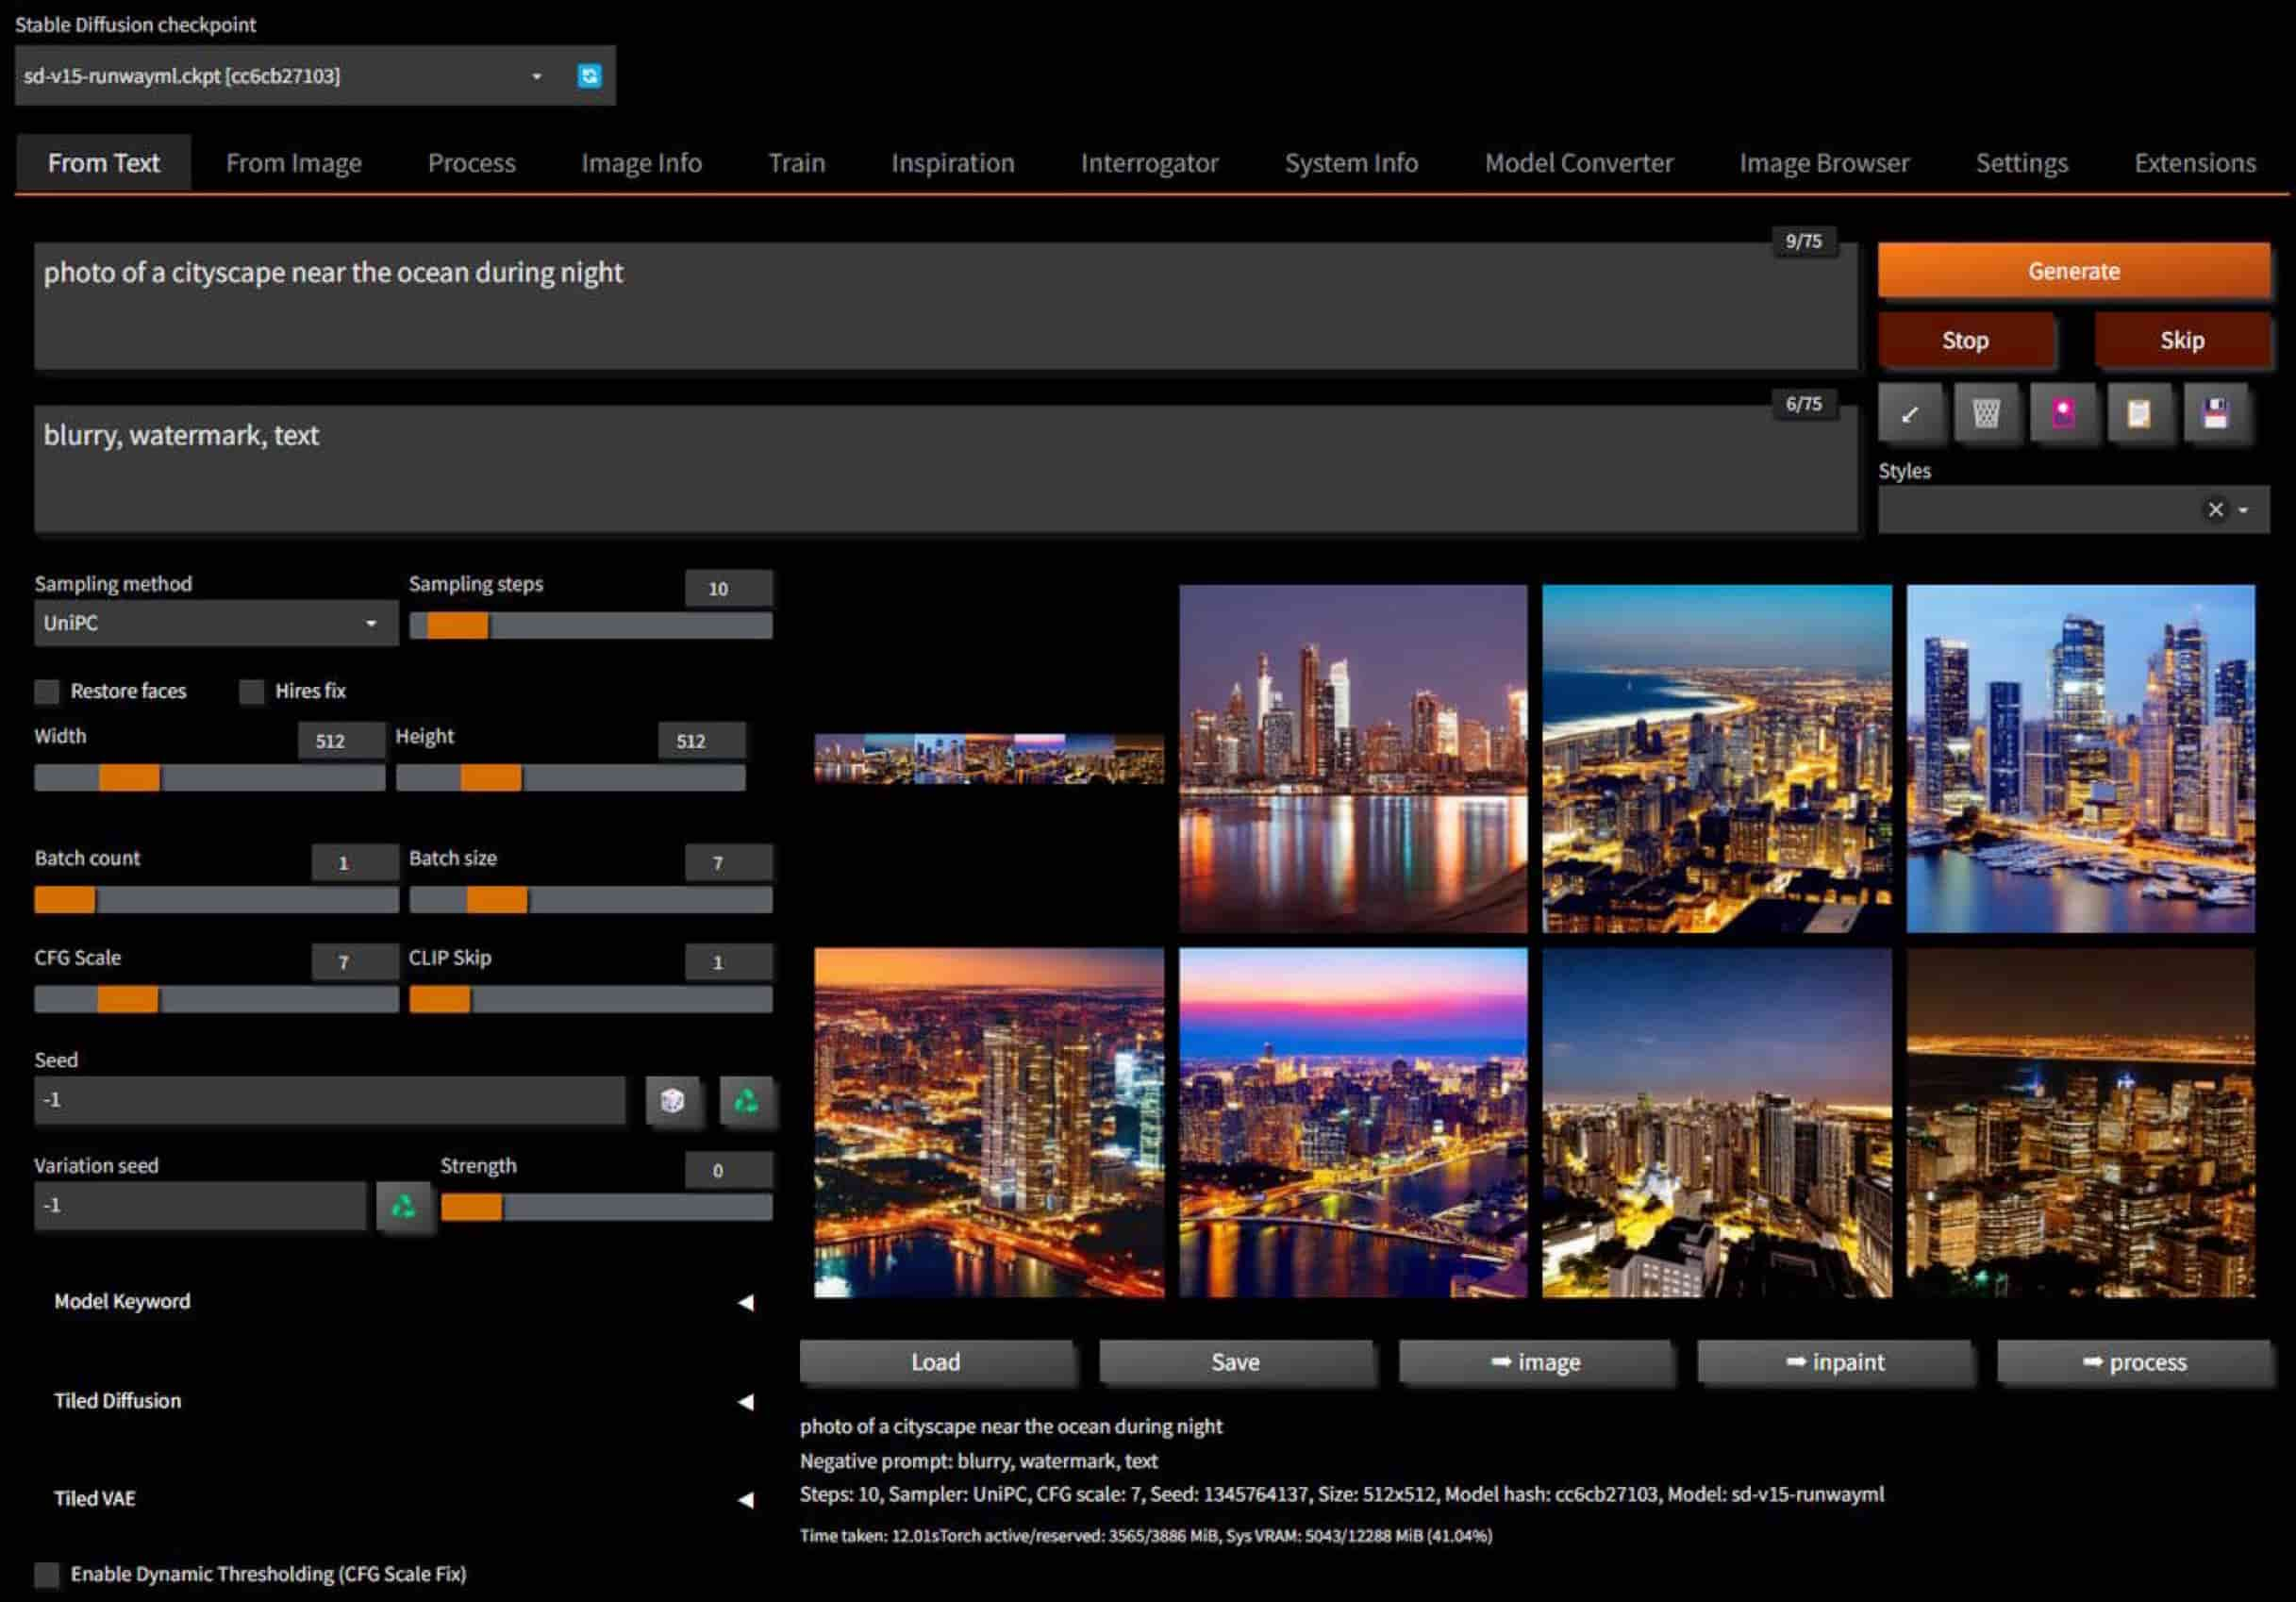 Stable Diffusion checkpoint
sd-v15-runwayml.ckpt [cc6cb27103]
From Text From Image Process Image Info Train Inspiration Interrogator System Info Model Converter Image Browser Settings Extensions
9/75
photo of a cityscape near the ocean during night
Generate
Stop Skip
6/75
blurry, watermark, text
Styles
Sampling method Sampling steps 10
UniPC
Restore faces Hires fix
Width 512 Height 512
Batch count 1 Batch size 7
CFG Scale 7 CLIP Skip 1
Seed
-1
Variation seed Strength 0
-1
Model Keyword
Tiled Diffusion
Tiled VAE
Enable Dynamic Thresholding (CFG Scale Fix)
Load Save ➡ image ➡ inpaint ➡ process
photo of a cityscape near the ocean during night
Negative prompt: blurry, watermark, text
Steps: 10, Sampler: UniPC, CFG scale: 7, Seed: 1345764137, Size: 512x512, Model hash: cc6cb27103, Model: sd-v15-runwayml
Time taken: 12.01sTorch active/reserved: 3565/3886 MiB, Sys VRAM: 5043/12288 MiB (41.04%)